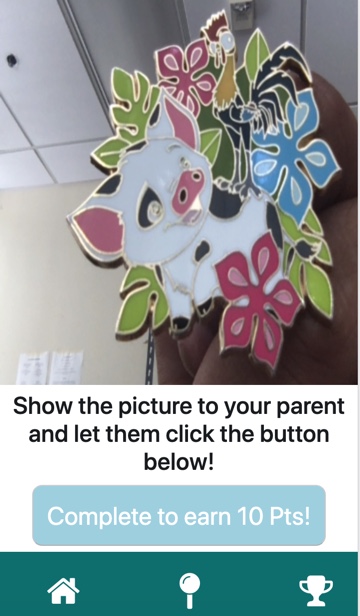 Show the picture to your parent
and let them click the button
below!
Complete to earn 10 Pts!